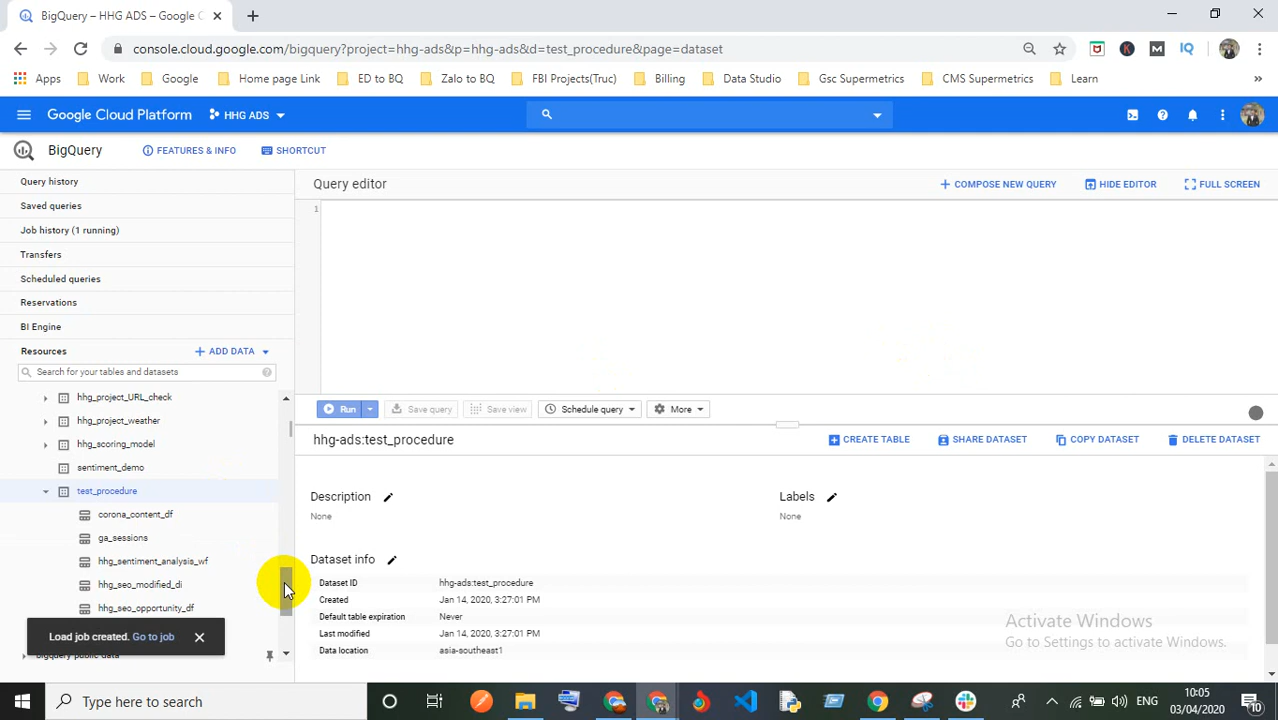 BigQuery – HHG ADS – Google C
console.cloud.google.com/bigquery?project=hhg-ads&p=hhg-ads&d=test_procedure&page=dataset
Apps Work Google Home page Link ED to BQ Zalo to BQ FBI Projects(Truc) Billing Data Studio Gsc Supermetrics CMS Supermetrics Learn »
Google Cloud Platform HHG ADS
BigQuery FEATURES & INFO SHORTCUT
Query history
Saved queries
Job history (1 running)
Transfers
Scheduled queries
Reservations
BI Engine
Resources + ADD DATA
Search for your tables and datasets
hhg_project_URL_check
hhg_project_weather
hhg_scoring_model
sentiment_demo
test_procedure
corona_content_df
ga_sessions
hhg_sentiment_analysis_wf
hhg_seo_modified_di
hhg_seo_opportunity_df
Load job created. Go to job
Query editor + COMPOSE NEW QUERY HIDE EDITOR FULL SCREEN
1
Run Save query Save view Schedule query More
hhg-ads:test_procedure CREATE TABLE SHARE DATASET COPY DATASET DELETE DATASET
Description Labels
None None
Dataset info
Dataset ID hhg-ads:test_procedure
Created Jan 14, 2020, 3:27:01 PM
Default table expiration Never
Last modified Jan 14, 2020, 3:27:01 PM
Data location asia-southeast1
Activate Windows
Go to Settings to activate Windows.
Type here to search
ENG
10:05
03/04/2020
10